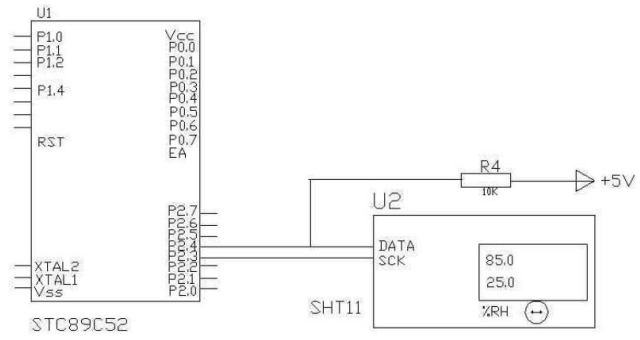 U1
P1.0
P1.1
P1.2
P1.4
RST
XTAL2
XTAL1
Vss
Vcc
P0.0
P0.1
P0.2
P0.3
P0.4
P0.5
P0.6
P0.7
EA
P2.7
P2.6
P2.5
P2.4
P2.3
P2.2
P2.1
P2.0
STC89C52
R4
10K
+5V
U2
DATA
SCK
85.0
25.0
%RH
SHT11